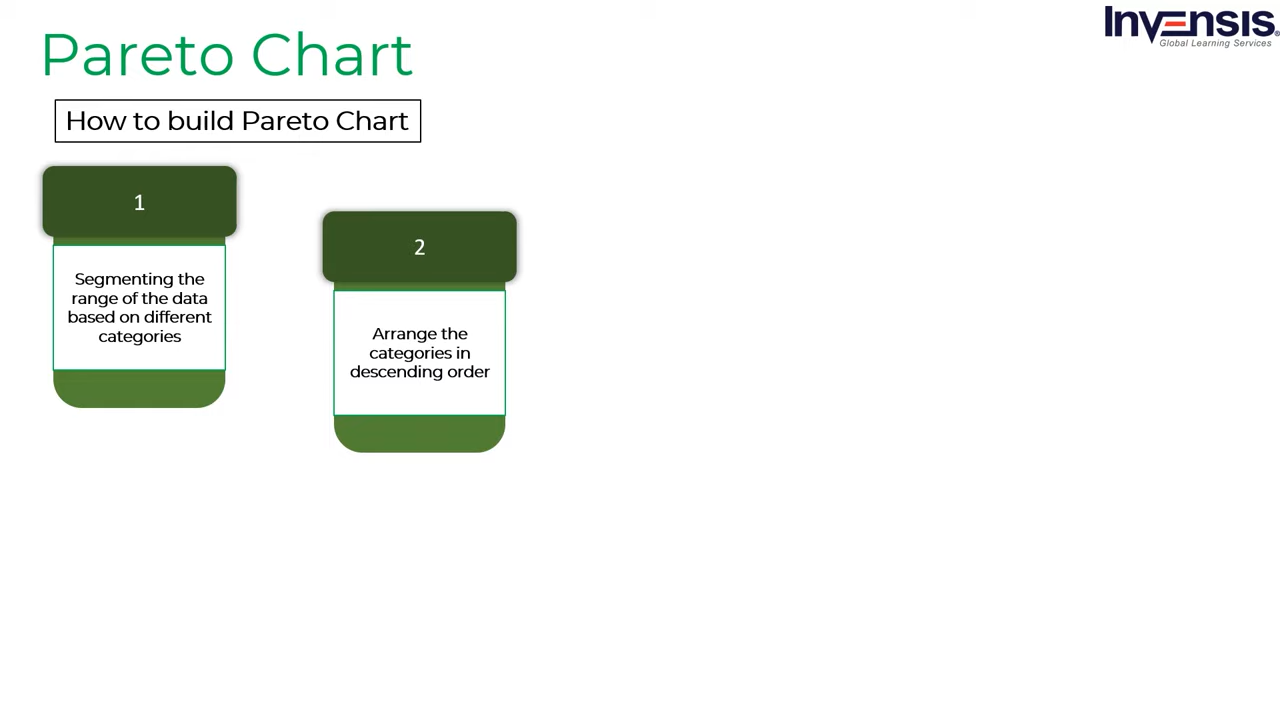 Pareto Chart
Invensis®
Global Learning Services
How to build Pareto Chart
1
Segmenting the
range of the data
based on different
categories
2
Arrange the
categories in
descending order